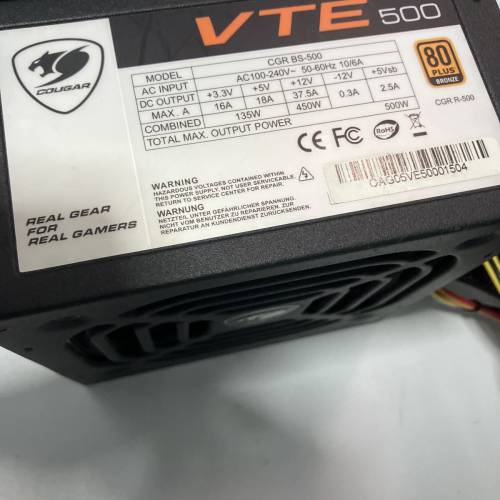 VTE 500
COUGAR
MODEL CGR BS-500
AC INPUT AC100-240V~ 50-60Hz 10/6A
DC OUTPUT +3.3V +5V +12V -12V +5Vsb
MAX. A 16A 18A 37.5A 0.3A 2.5A
COMBINED 135W 450W
TOTAL MAX. OUTPUT POWER 500W
80
PLUS
BRONZE
CGR R-500
CE FC RoHS
WARNING
HAZARDOUS VOLTAGES CONTAINED WITHIN
THIS POWER SUPPLY, NOT USER SERVICEABLE.
RETURN TO SERVICE CENTER FOR REPAIR.
WARNUNG
NETZTEIL UNTER GEFÄHRLICHER SPANNUNG.
NICHT VOM BENUTZER ZU REPARIEREN. ZUR
REPARATUR AN KUNDENDIENST ZURÜCKSENDEN.
CAG05VE50001504
REAL GEAR
FOR
REAL GAMERS